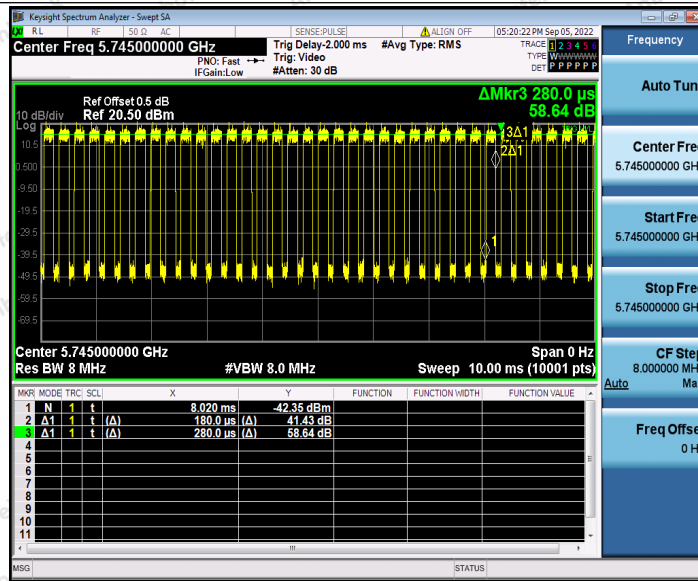 Keysight Spectrum Analyzer - Swept SA
RL RF 50 Ω AC SENSE:PULSE ALIGN OFF 05:20:22 PM Sep 05, 2022
Center Freq 5.745000000 GHz
PNO: Fast
IFGain:Low
Trig Delay-2.000 ms
Trig: Video
#Atten: 30 dB
#Avg Type: RMS
TRACE 1 2 3 4 5 6
TYPE W
DET P P P P P P
ΔMkr3 280.0 µs
58.64 dB
Ref Offset 0.5 dB
10 dB/div Ref 20.50 dBm
Log
10.5
0.500
-9.50
-19.5
-29.5
-39.5
-49.5
-59.5
-69.5
3Δ1
2Δ1
1
Center 5.745000000 GHz Span 0 Hz
Res BW 8 MHz #VBW 8.0 MHz Sweep 10.00 ms (10001 pts)
MKR MODE TRC SCL X Y FUNCTION FUNCTION WIDTH FUNCTION VALUE
1 N 1 t 8.020 ms -42.35 dBm
2 Δ1 1 t (Δ) 180.0 µs (Δ) 41.43 dB
3 Δ1 1 t (Δ) 280.0 µs (Δ) 58.64 dB
4
5
6
7
8
9
10
11
MSG STATUS
Frequency
Auto Tun
Center Fre
5.745000000 GH
Start Fre
5.745000000 GH
Stop Fre
5.745000000 GH
CF Ste
8.000000 MH
Auto Ma
Freq Offse
0 H